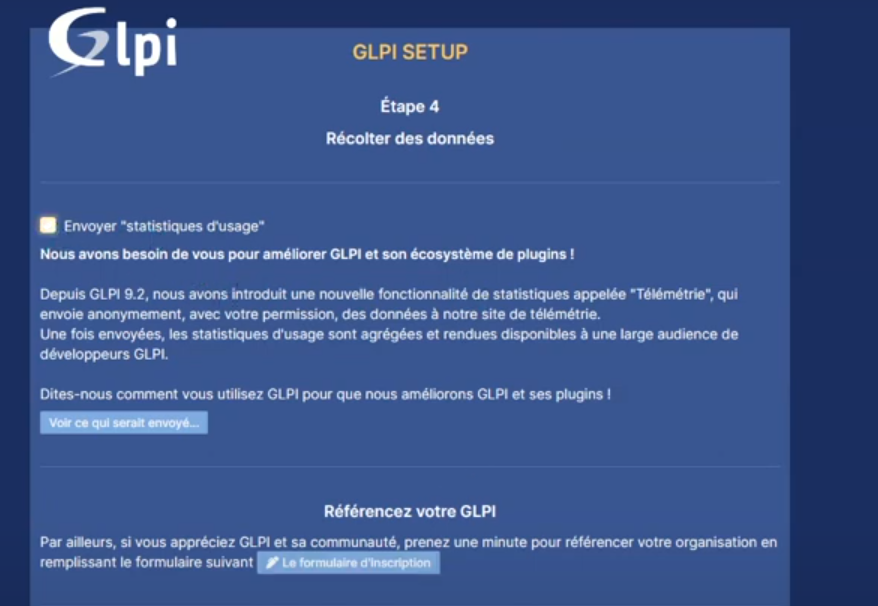 Glpi
GLPI SETUP
Étape 4
Récolter des données
Envoyer "statistiques d'usage"
Nous avons besoin de vous pour améliorer GLPI et son écosystème de plugins !
Depuis GLPI 9.2, nous avons introduit une nouvelle fonctionnalité de statistiques appelée "Télémétrie", qui
envoie anonymement, avec votre permission, des données à notre site de télémétrie.
Une fois envoyées, les statistiques d'usage sont agrégées et rendues disponibles à une large audience de
développeurs GLPI.
Dites-nous comment vous utilisez GLPI pour que nous améliorons GLPI et ses plugins !
Voir ce qui serait envoyé...
Référencez votre GLPI
Par ailleurs, si vous appréciez GLPI et sa communauté, prenez une minute pour référencer votre organisation en
remplissant le formulaire suivant Le formulaire d'inscription